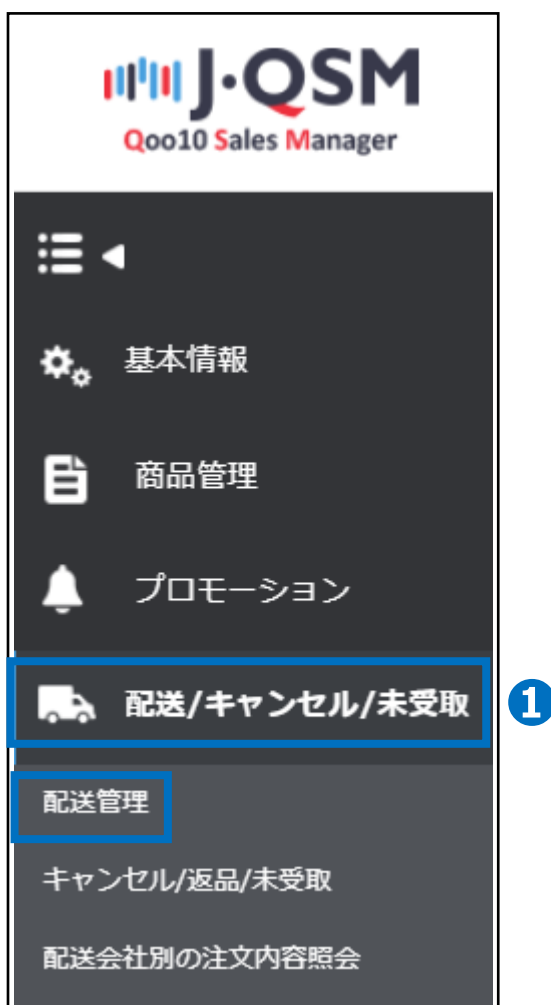 J·QSM
Qoo10 Sales Manager
基本情報
商品管理
プロモーション
配送/キャンセル/未受取
1
配送管理
キャンセル/返品/未受取
配送会社別の注文内容照会